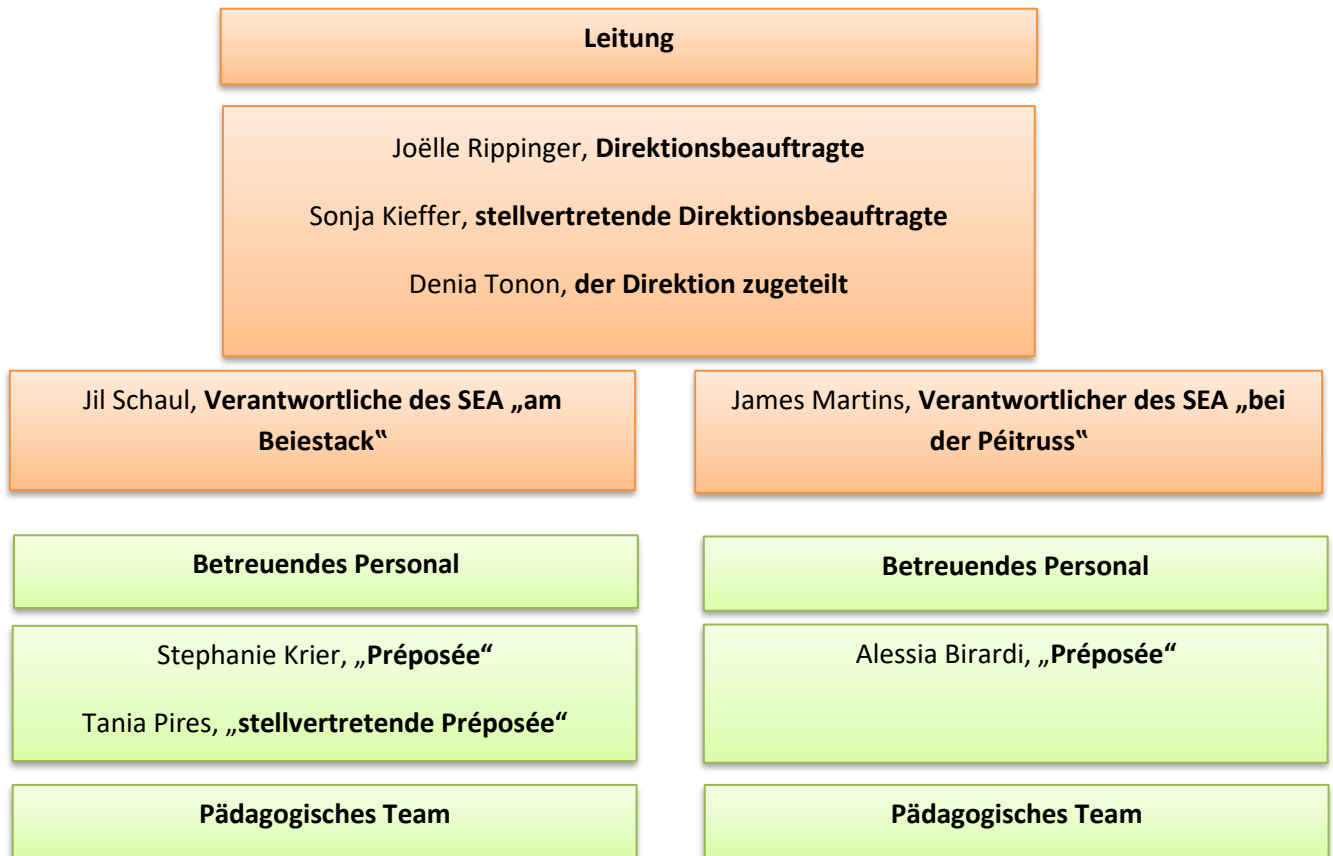 Leitung
Joëlle Rippinger, Direktionsbeauftragte
Sonja Kieffer, stellvertretende Direktionsbeauftragte
Denia Tonon, der Direktion zugeteilt
Jil Schaul, Verantwortliche des SEA „am
Beiestack‟
James Martins, Verantwortlicher des SEA „bei
der Péitruss‟
Betreuendes Personal
Stephanie Krier, „Préposée“
Tania Pires, „stellvertretende Préposée“
Pädagogisches Team
Betreuendes Personal
Alessia Birardi, „Préposée“
Pädagogisches Team